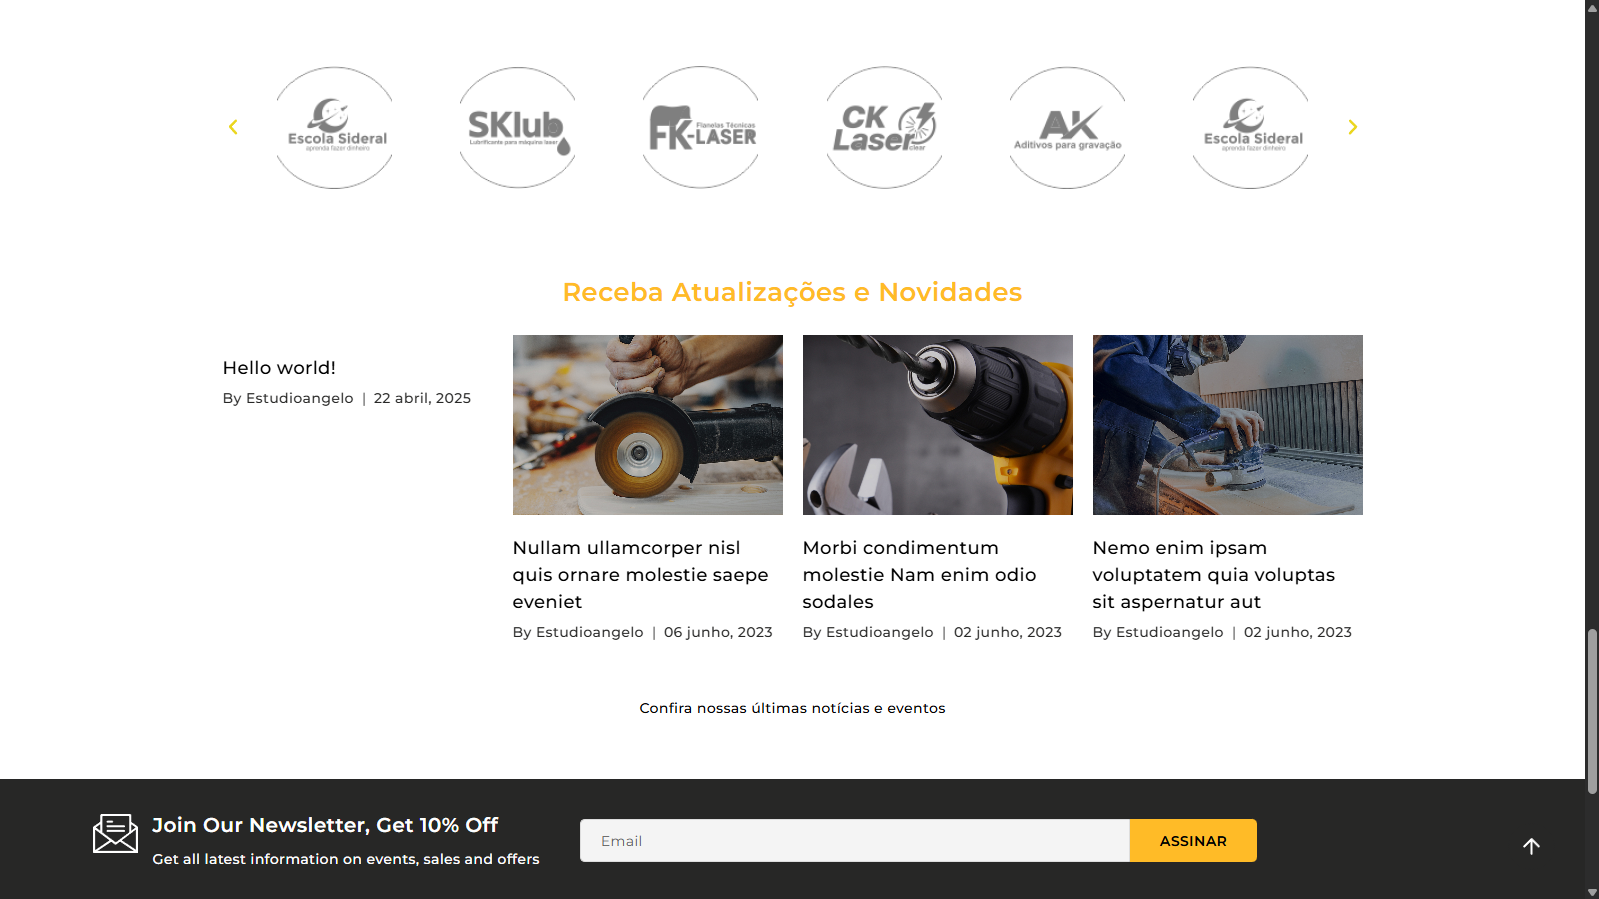 Escola Sideral
aprenda fazer dinheiro
SKlub
Lubrificante para máquina laser
Flanelas Técnicas
FK-LASER
CK
Laser
clear
AK
Aditivos para gravação
Escola Sideral
aprenda fazer dinheiro
Receba Atualizações e Novidades
Hello world!
By Estudioangelo | 22 abril, 2025
Nullam ullamcorper nisl
quis ornare molestie saepe
eveniet
By Estudioangelo | 06 junho, 2023
Morbi condimentum
molestie Nam enim odio
sodales
By Estudioangelo | 02 junho, 2023
Nemo enim ipsam
voluptatem quia voluptas
sit aspernatur aut
By Estudioangelo | 02 junho, 2023
Confira nossas últimas notícias e eventos
Join Our Newsletter, Get 10% Off
Get all latest information on events, sales and offers
Email
ASSINAR